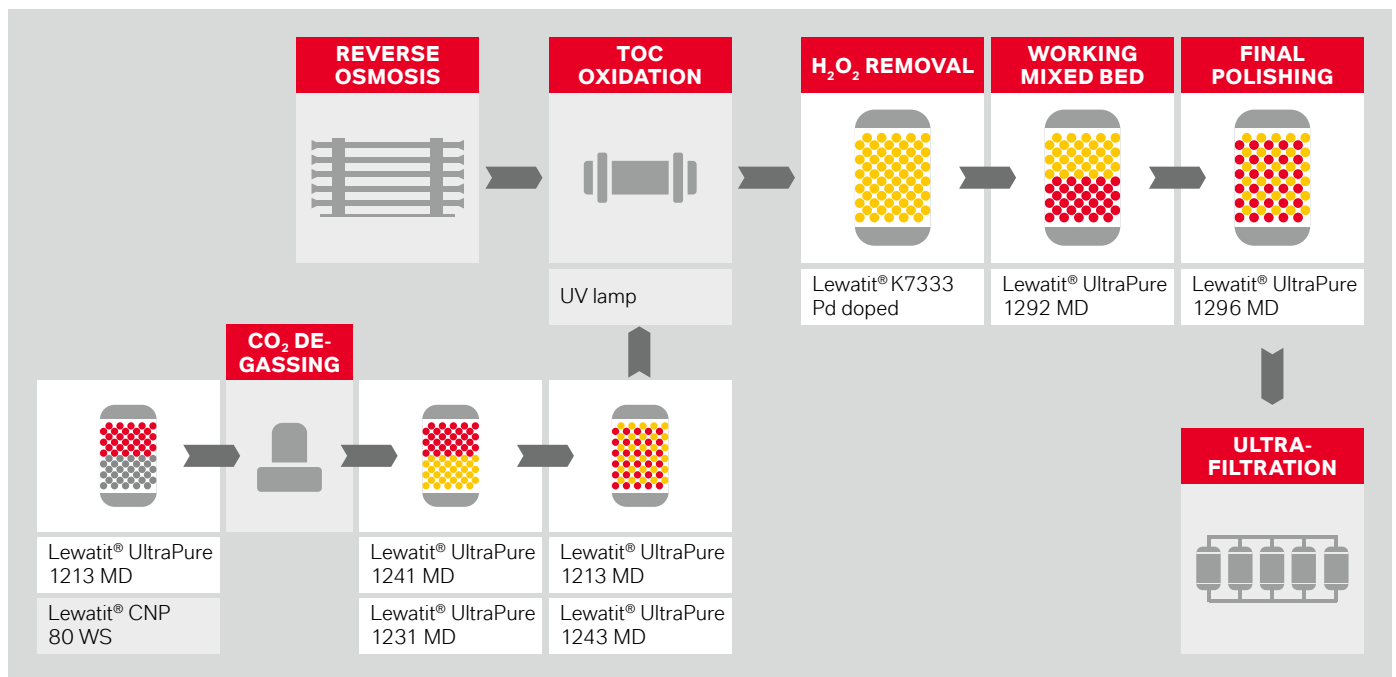 REVERSE
OSMOSIS
TOC
OXIDATION
H₂O₂ REMOVAL
WORKING
MIXED BED
FINAL
POLISHING
UV lamp
Lewatit® K7333
Pd doped
Lewatit® UltraPure
1292 MD
Lewatit® UltraPure
1296 MD
CO₂ DE-
GASSING
Lewatit® UltraPure
1213 MD
Lewatit® CNP
80 WS
Lewatit® UltraPure
1241 MD
Lewatit® UltraPure
1231 MD
Lewatit® UltraPure
1213 MD
Lewatit® UltraPure
1243 MD
ULTRA-
FILTRATION